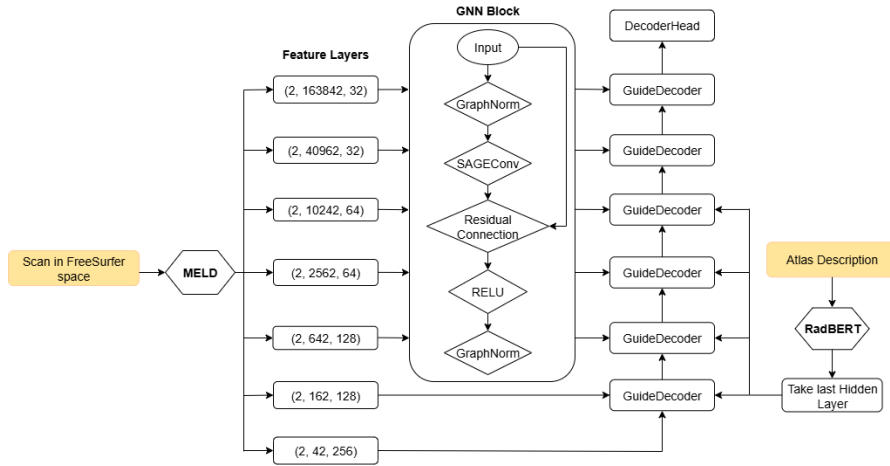 GNN Block
Feature Layers
DecoderHead
Input
(2, 163842, 32)
GraphNorm
GuideDecoder
(2, 40962, 32)
SAGEConv
GuideDecoder
(2, 10242, 64)
Residual
Connection
GuideDecoder
Scan in FreeSurfer
space
MELD
(2, 2562, 64)
RELU
GuideDecoder
Atlas Description
(2, 642, 128)
GraphNorm
GuideDecoder
RadBERT
(2, 162, 128)
GuideDecoder
Take last Hidden
Layer
(2, 42, 256)